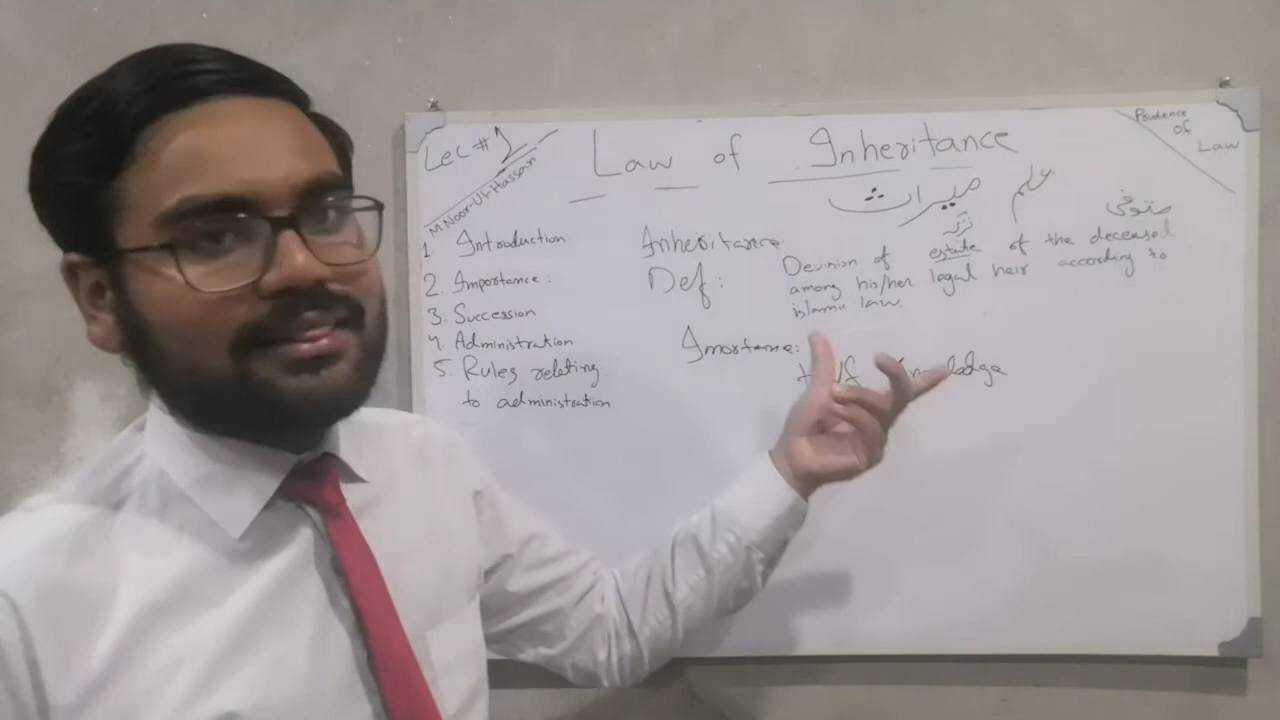 Lec # 1
M Noor-Ul-Hassan
Law of Inheritance
علم میراث
Prudence
of
Law
1 Introduction
2. Importance:
3. Succession
4. Administration
5. Rules relating
to administration
Inheritance:
ترکہ
متوفی
Def: Devision of estate of the deceased
among his/her legal heir according to
islamic law.
Imortance: